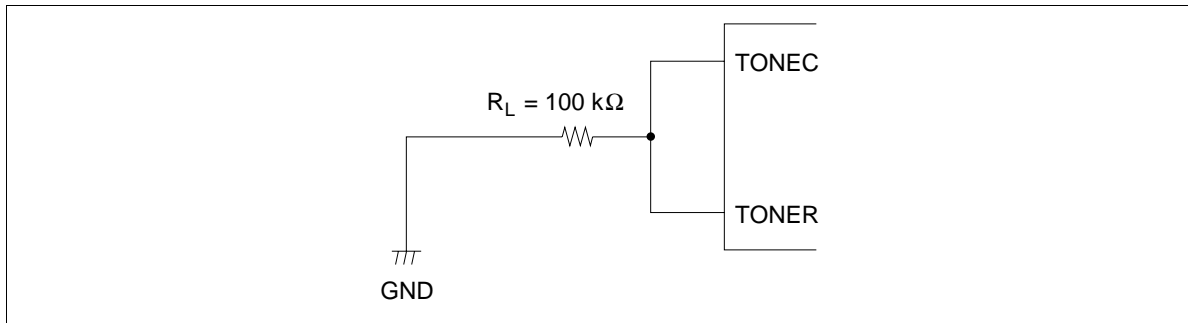 TONEC
R_L = 100 kΩ
TONER
GND